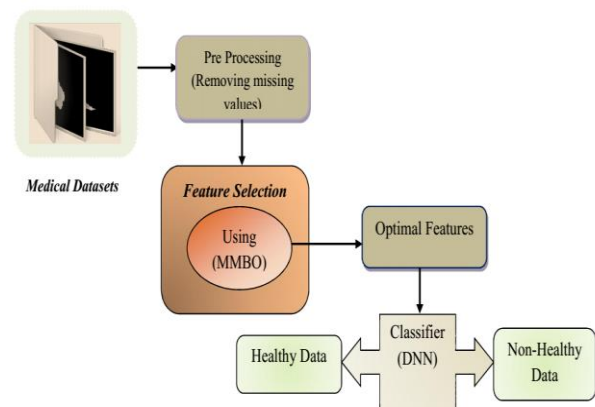 Pre Processing
(Removing missing
values)
Medical Datasets
Feature Selection
Using
(MMBO)
Optimal Features
Classifier
(DNN)
Healthy Data
Non-Healthy
Data